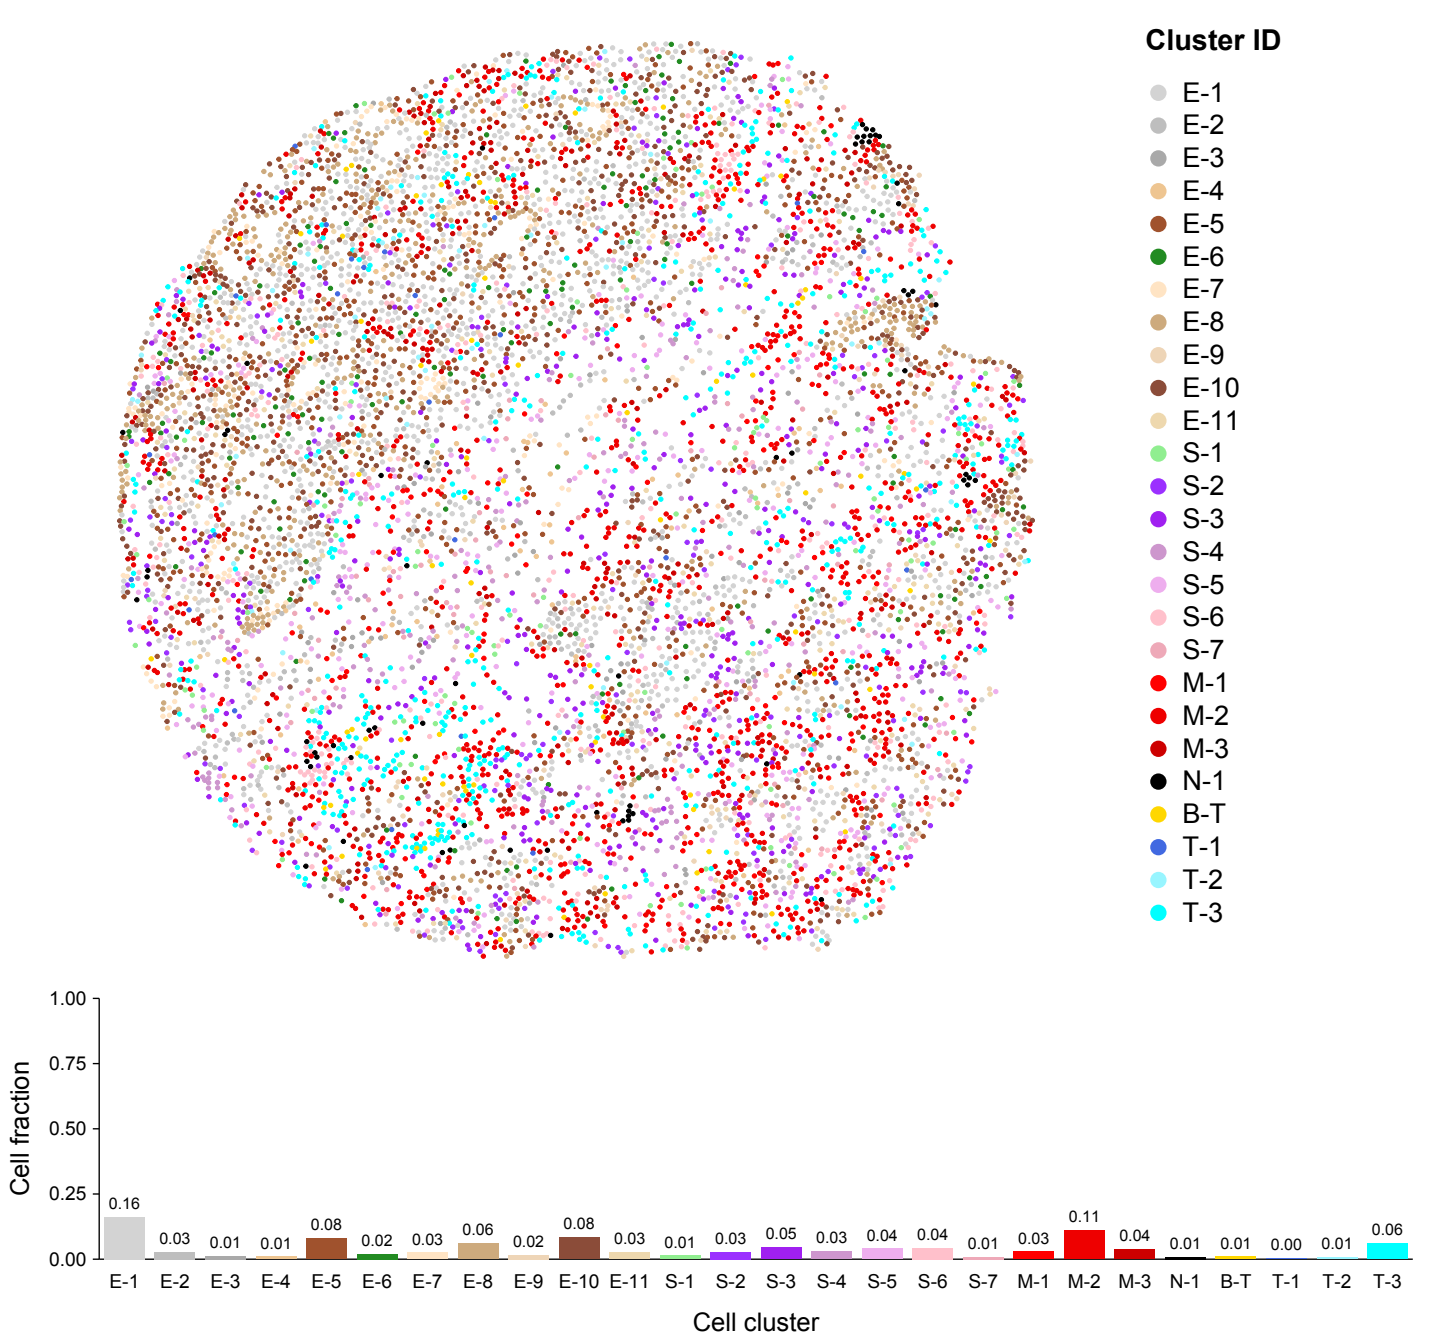 Cluster ID
E-1
E-2
E-3
E-4
E-5
E-6
E-7
E-8
E-9
E-10
E-11
S-1
S-2
S-3
S-4
S-5
S-6
S-7
M-1
M-2
M-3
N-1
B-T
T-1
T-2
T-3
1.00
0.75
0.50
0.25
0.00
Cell fraction
0.16 0.03 0.01 0.01 0.08 0.02 0.03 0.06 0.02 0.08 0.03 0.01 0.03 0.05 0.03 0.04 0.04 0.01 0.03 0.11 0.04 0.01 0.01 0.00 0.01 0.06
E-1 E-2 E-3 E-4 E-5 E-6 E-7 E-8 E-9 E-10 E-11 S-1 S-2 S-3 S-4 S-5 S-6 S-7 M-1 M-2 M-3 N-1 B-T T-1 T-2 T-3
Cell cluster